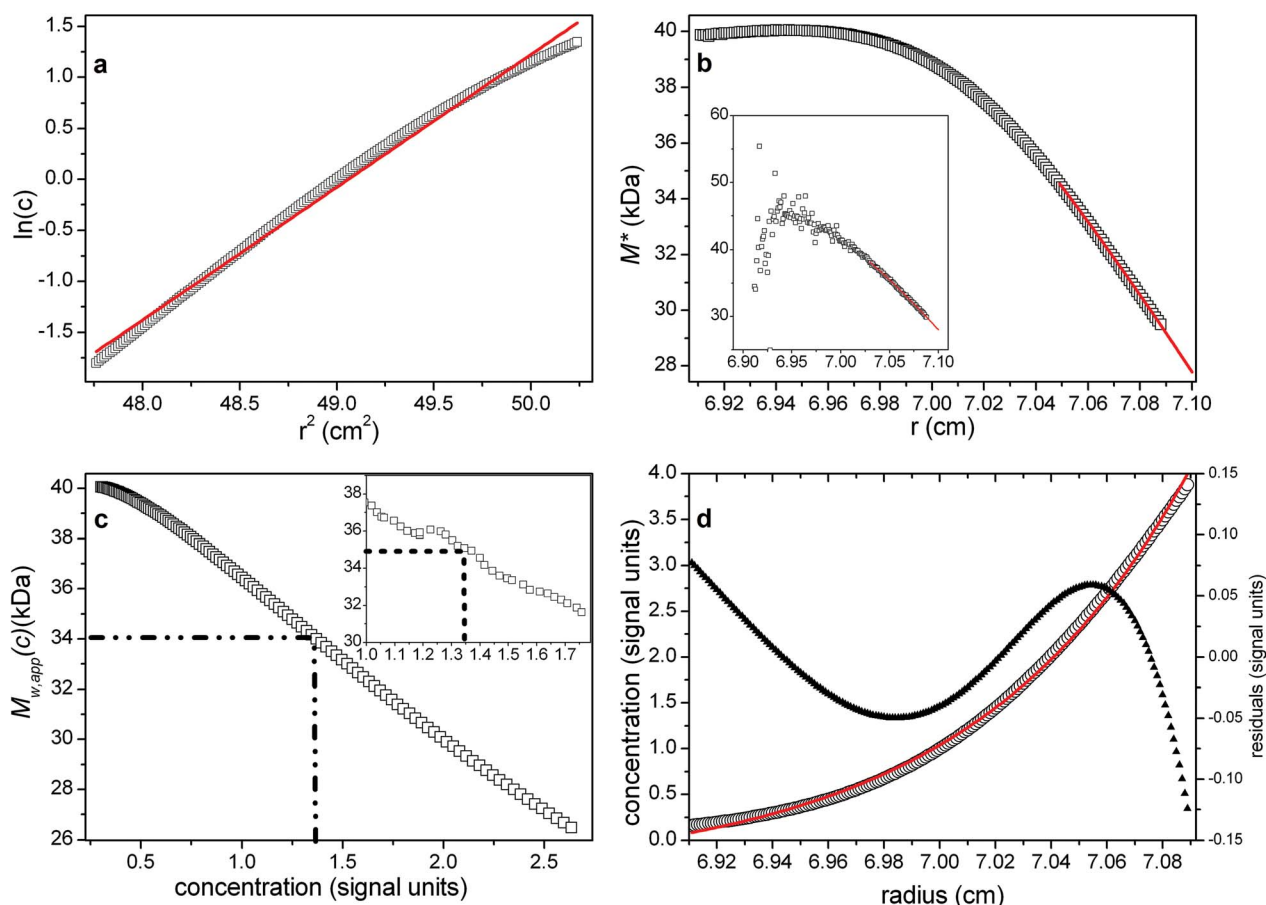 a
ln(c)
1.5
1.0
0.5
0.0
-0.5
-1.0
-1.5
48.0 48.5 49.0 49.5 50.0
r² (cm²)
b
M* (kDa)
40
38
36
34
32
30
28
60
50
40
30
6.90 6.95 7.00 7.05 7.10
6.92 6.94 6.96 6.98 7.00 7.02 7.04 7.06 7.08 7.10
r (cm)
c
Mw,app(c)(kDa)
40
38
36
34
32
30
28
26
38
37
36
35
34
33
32
31
30
1.0 1.1 1.2 1.3 1.4 1.5 1.6 1.7
0.5 1.0 1.5 2.0 2.5
concentration (signal units)
d
concentration (signal units)
4.0
3.5
3.0
2.5
2.0
1.5
1.0
0.5
0.0
0.15
0.10
0.05
0.00
-0.05
-0.10
-0.15
residuals (signal units)
6.92 6.94 6.96 6.98 7.00 7.02 7.04 7.06 7.08
radius (cm)